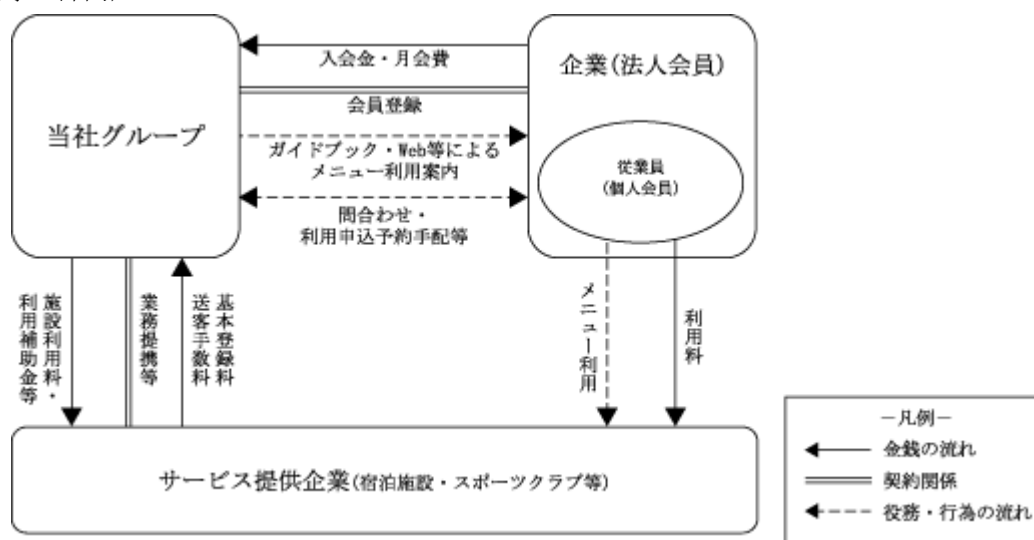 入会金・月会費
企業(法人会員)
会員登録
当社グループ
ガイドブック・Web等による
メニュー利用案内
従業員
(個人会員)
問合わせ・
利用申込予約手配等
施設利用料・
利用補助金等
業務提携等
基本登録料
送客手数料
メニュー利用
利用料
サービス提供企業(宿泊施設・スポーツクラブ等)
－凡例－
金銭の流れ
契約関係
役務・行為の流れ